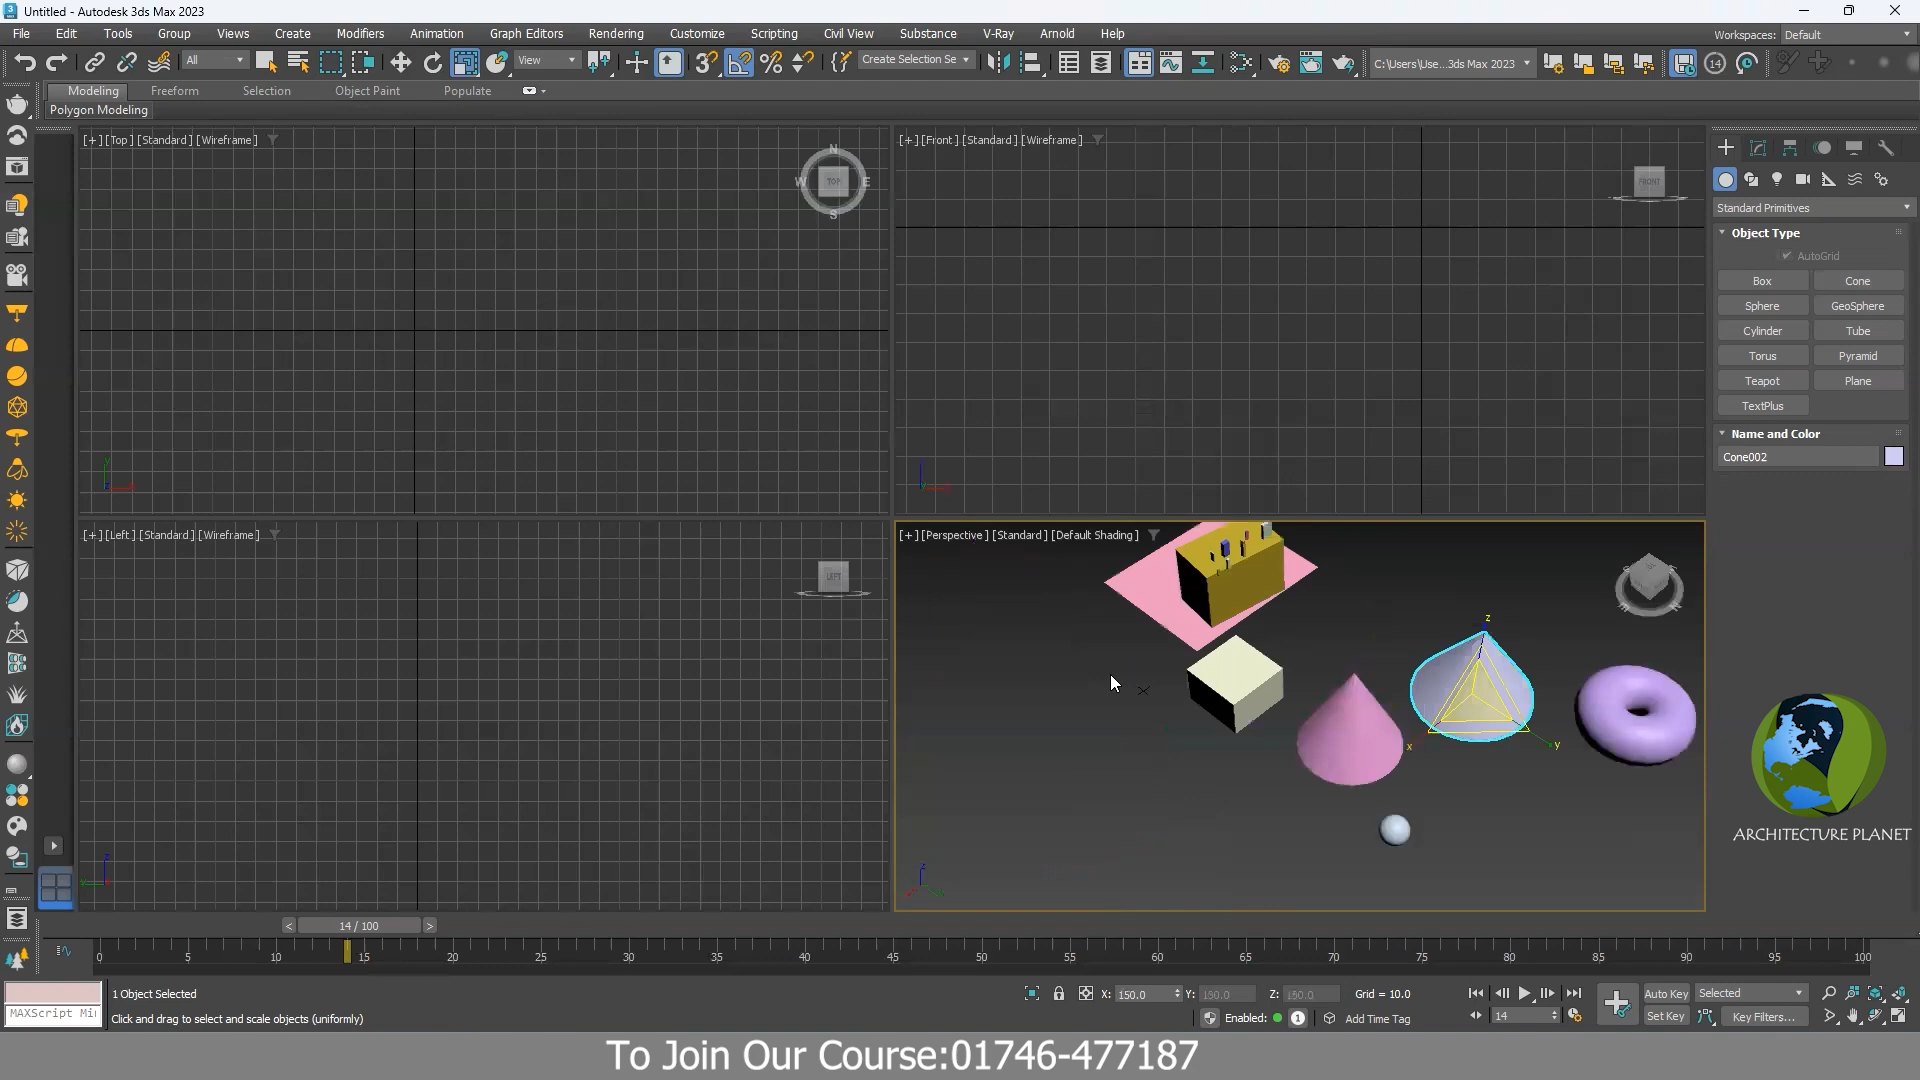 Untitled - Autodesk 3ds Max 2023
File Edit Tools Group Views Create Modifiers Animation Graph Editors Rendering Customize Scripting Civil View Substance V-Ray Arnold Help
Workspaces: Default
All View Create Selection Se C:\Users\Use...3ds Max 2023 14
Modeling Freeform Selection Object Paint Populate
Polygon Modeling
[+] [Top] [Standard] [Wireframe]
[+] [Front] [Standard] [Wireframe]
N
W TOP E
S
FRONT
Standard Primitives
Object Type
AutoGrid
Box Cone
Sphere GeoSphere
Cylinder Tube
Torus Pyramid
Teapot Plane
TextPlus
Name and Color
Cone002
[+] [Left] [Standard] [Wireframe]
[+] [Perspective] [Standard] [Default Shading]
LEFT
z
x
y
ARCHITECTURE PLANET
< 14 / 100 >
0 5 10 15 20 25 30 35 40 45 50 55 60 65 70 75 80 85 90 95 100
1 Object Selected
X: 150.0 Y: Z: 150.0 Grid = 10.0
Auto Key Selected
MAXScript Mi
Click and drag to select and scale objects (uniformly)
Enabled: 1 Add Time Tag
14
Set Key Key Filters...
To Join Our Course:01746-477187